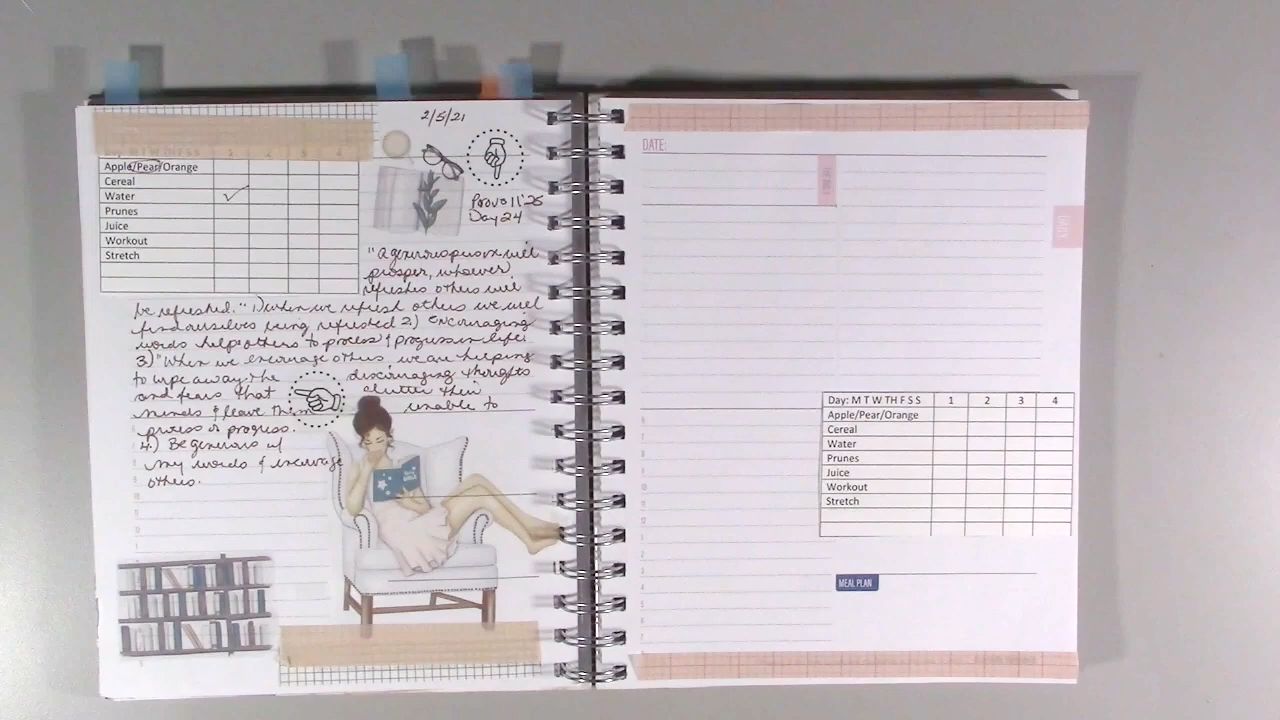 2/5/21
M T W T H F S S 1 2 3 4
Apple/Pear/Orange
Cereal
Water ✓
Prunes
Juice
Workout
Stretch
Prov 11:25
Day 24
"A generous person will
prosper, whoever
refreshes others will
be refreshed." 1) when we refresh others we will
find ourselves being refreshed 2) Encouraging
words help others to process & progress in life.
3) "When we encourage others we are helping
to wipe away the discouraging thoughts
and fears that clutter their
minds & leave them unable to
process or progress.
4.) Be generous w/
my words & encourage
others.
BIBLE
DATE:
DAILY
Day: M T W TH F S S 1 2 3 4
Apple/Pear/Orange
Cereal
Water
Prunes
Juice
Workout
Stretch
MEAL PLAN